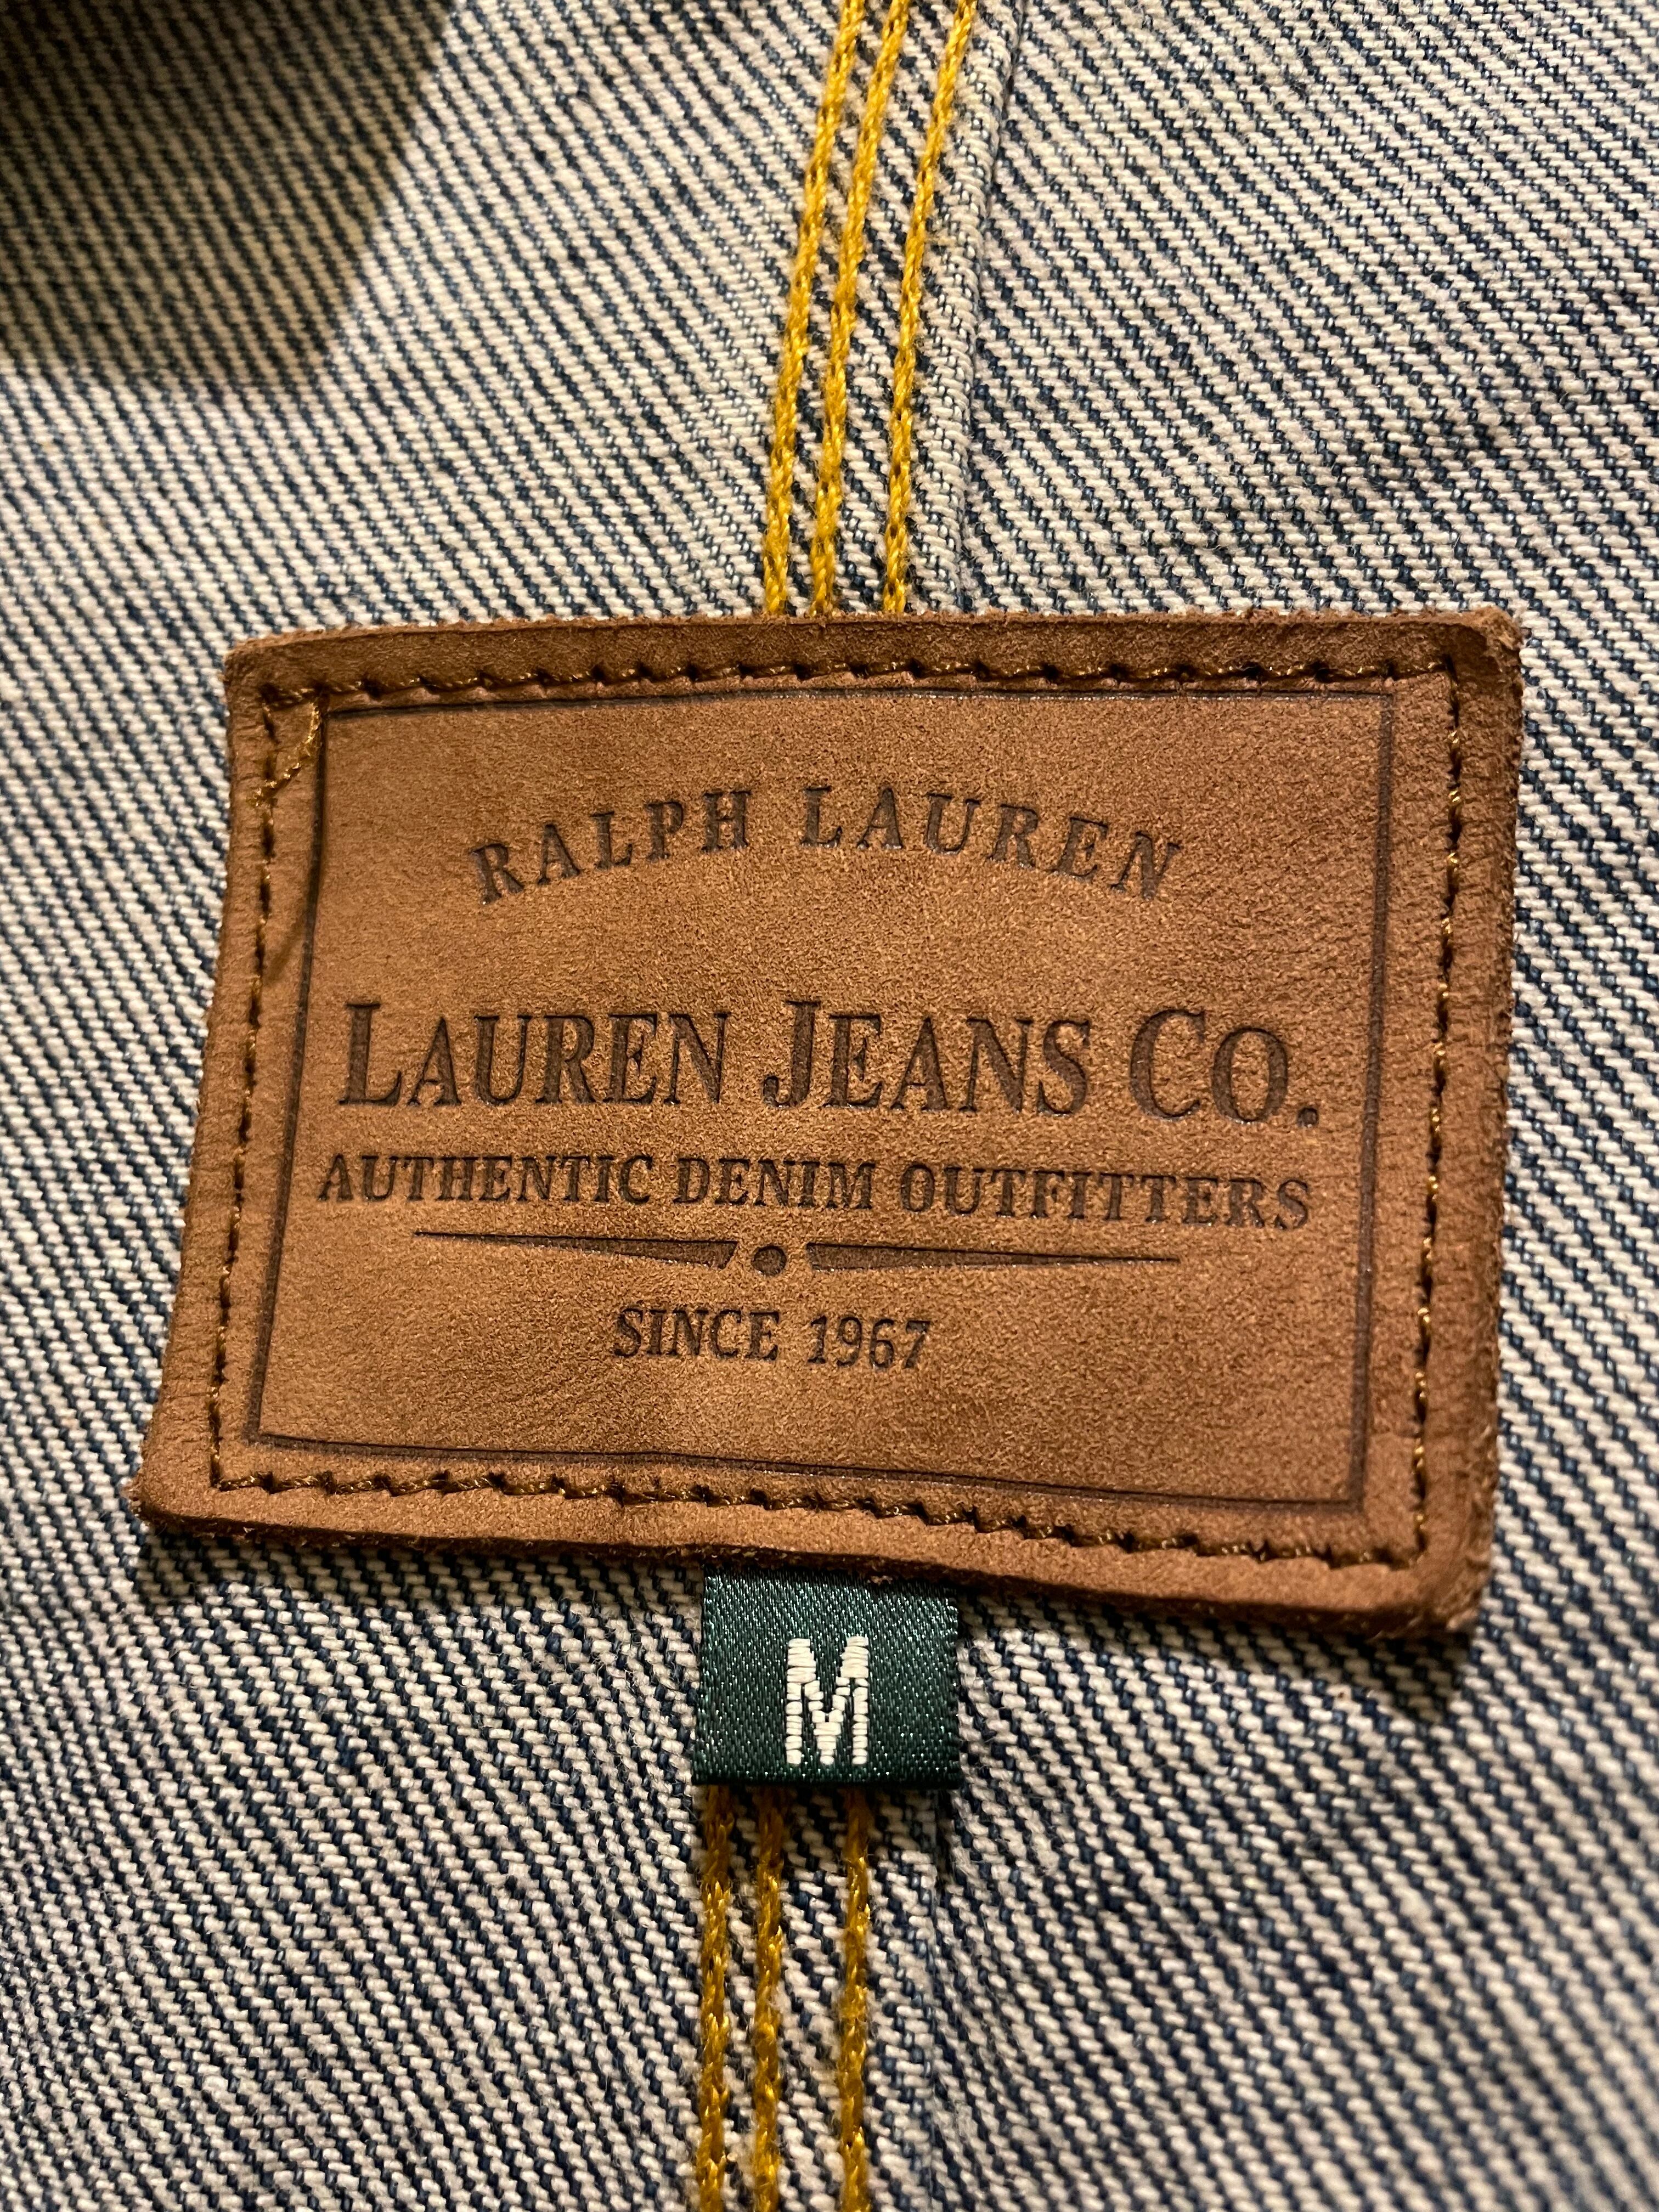 RALPH LAUREN
LAUREN JEANS CO.
AUTHENTIC DENIM OUTFITTERS
SINCE 1967
M